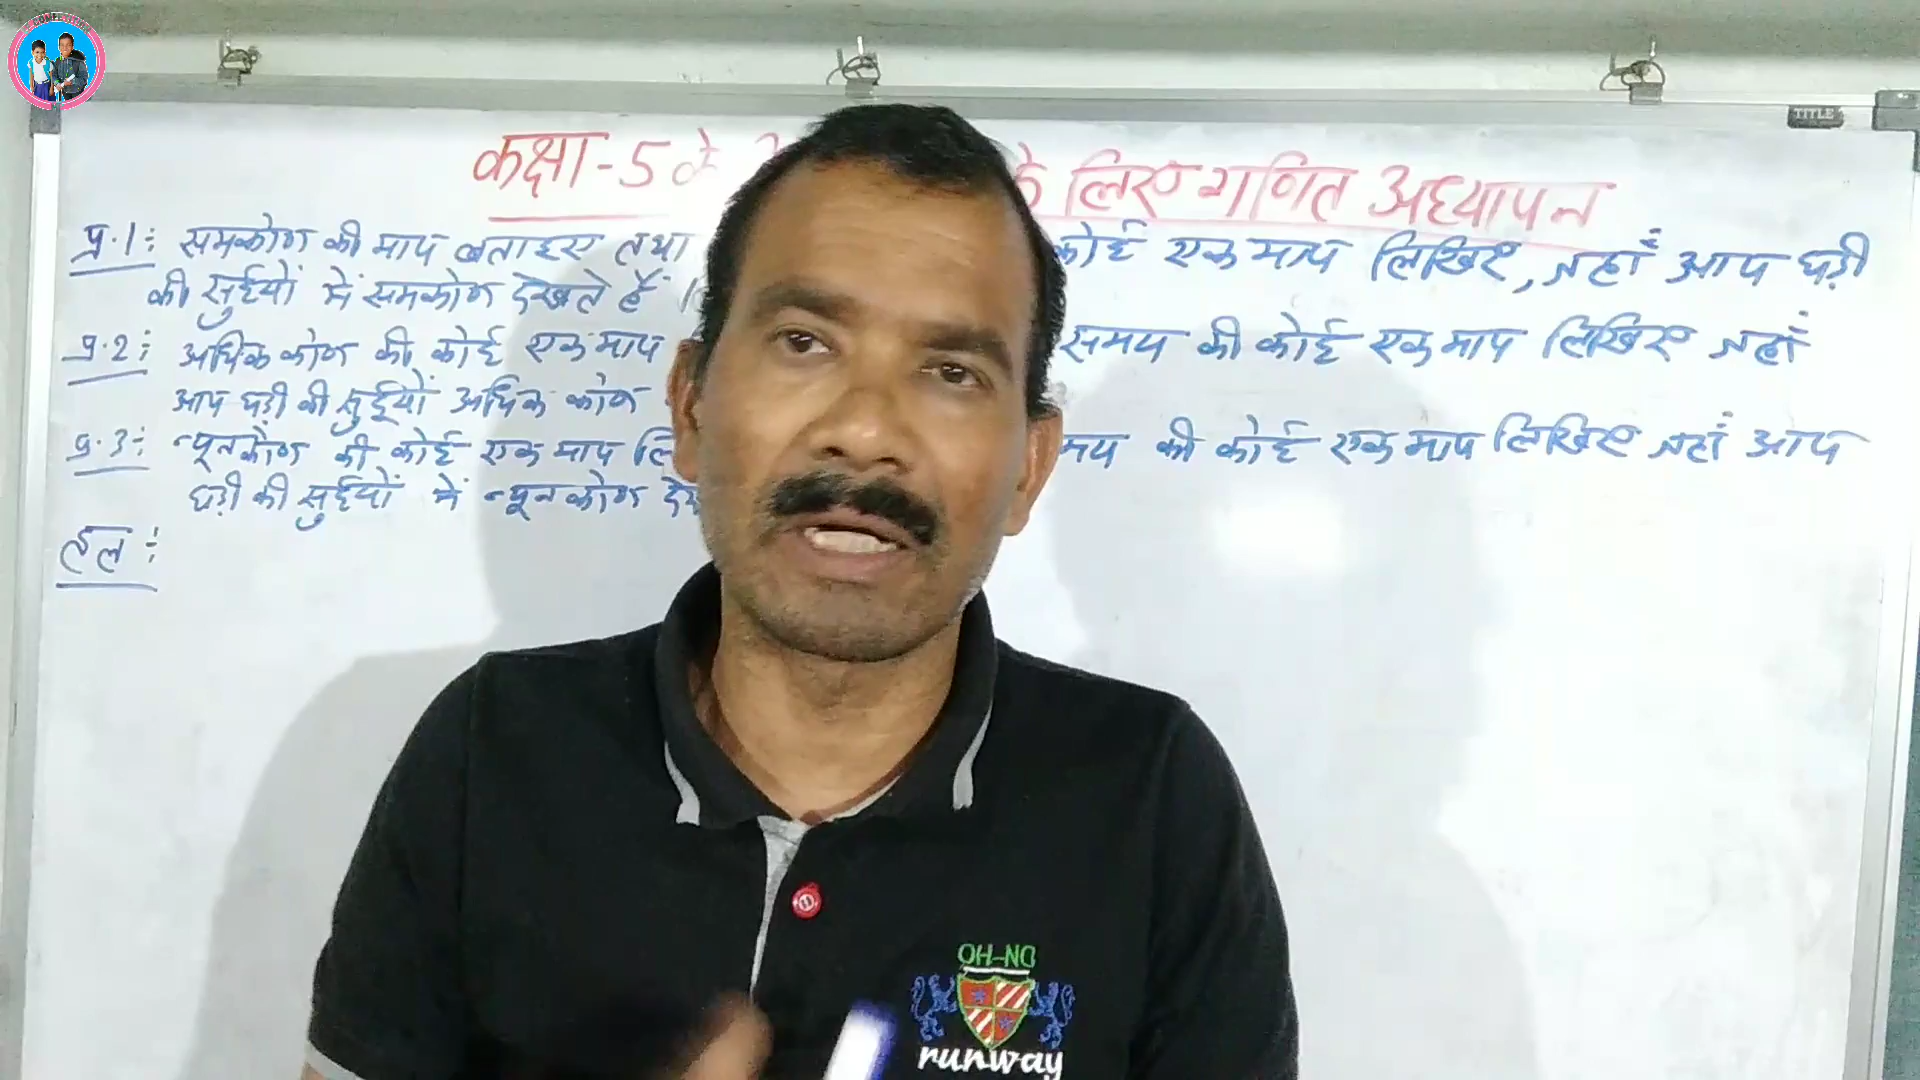 कक्षा-5 के के लिए गणित अध्यापन
प्र.1: समकोण की माप बताइए तथा कोई एक माप लिखिए, जहाँ आप घड़ी
की सुईयों में समकोण देखते हैं।
प्र.2: अधिक कोण की कोई एक माप समय की कोई एक माप लिखिए जहाँ
आप घड़ी की सुईयों अधिक कोण
प्र.3: न्यूनकोण की कोई एक माप की कोई एक माप लिखिए जहाँ आप
घड़ी की सुईयों में न्यूनकोण
हल:
TITLE
OH-NO
runway